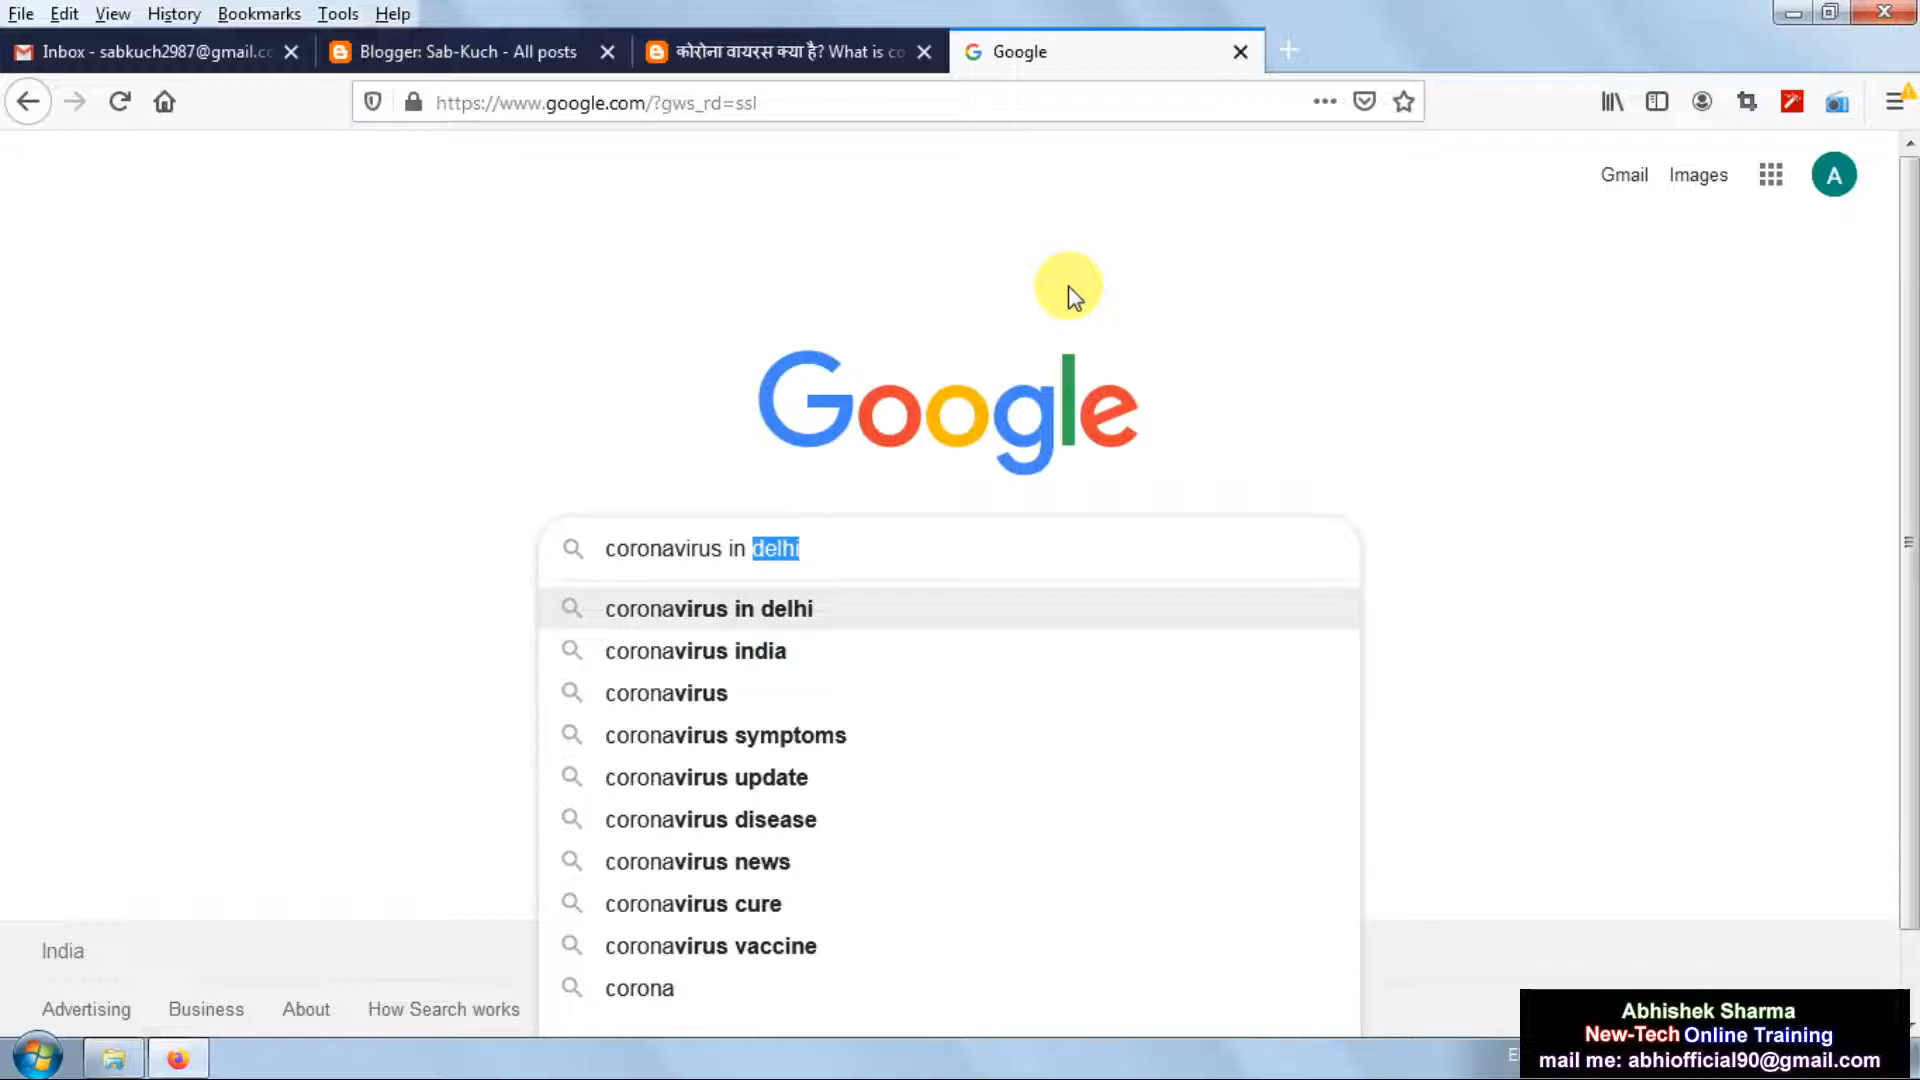 File Edit View History Bookmarks Tools Help
Inbox - sabkuch2987@gmail.co
Blogger: Sab-Kuch - All posts
कोरोना वायरस क्या है? What is co
Google
https://www.google.com/?gws_rd=ssl
Gmail Images
A
Google
coronavirus in delhi
coronavirus in delhi
coronavirus india
coronavirus
coronavirus symptoms
coronavirus update
coronavirus disease
coronavirus news
coronavirus cure
coronavirus vaccine
corona
India
Advertising Business About How Search works
Abhishek Sharma
New-Tech Online Training
mail me: abhiofficial90@gmail.com